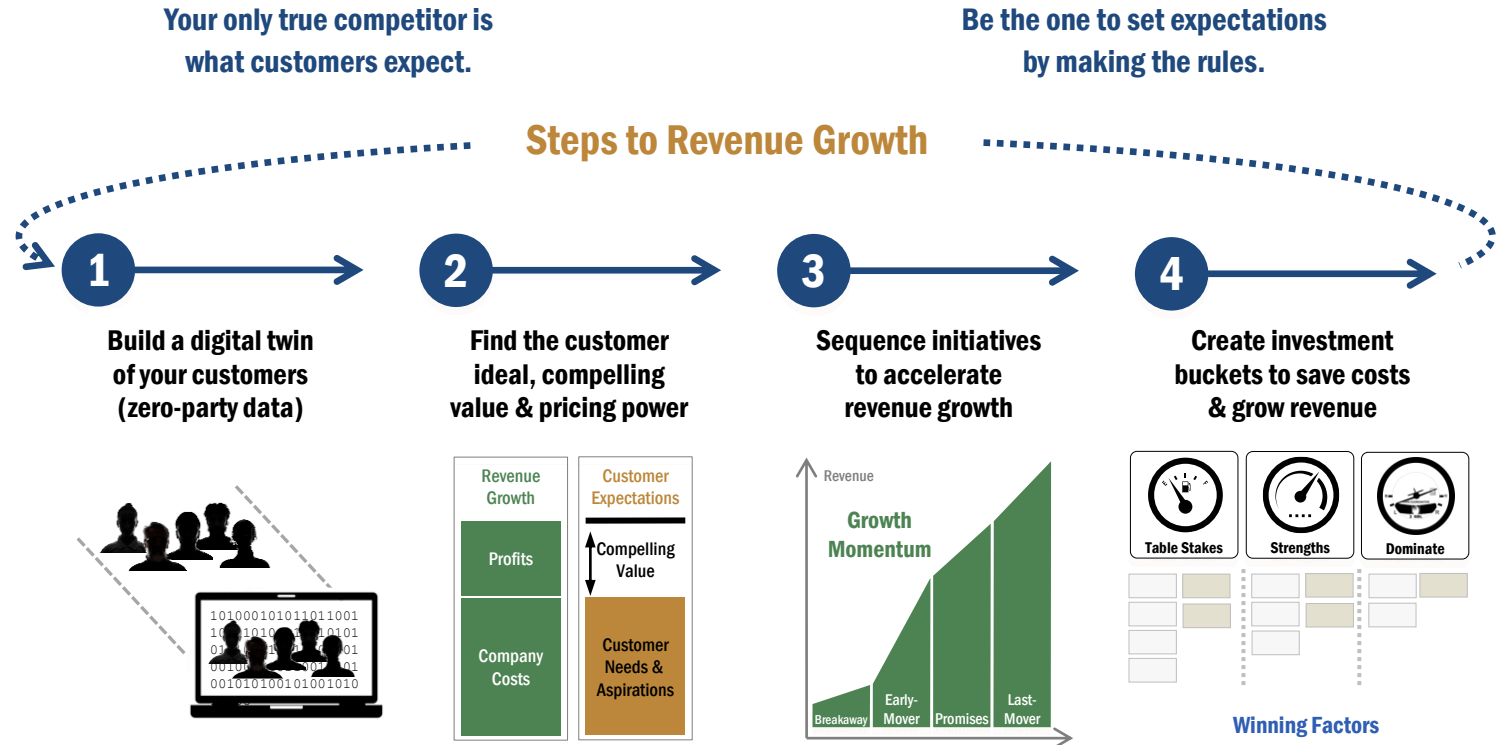 Your only true competitor is
what customers expect.
Be the one to set expectations
by making the rules.
Steps to Revenue Growth
1
2
3
4
Build a digital twin
of your customers
(zero-party data)
Find the customer
ideal, compelling
value & pricing power
Sequence initiatives
to accelerate
revenue growth
Create investment
buckets to save costs
& grow revenue
101000101011011001
001010100101001010
Revenue
Growth
Profits
Company
Costs
Customer
Expectations
Compelling
Value
Customer
Needs &
Aspirations
Revenue
Growth
Momentum
Breakaway
Early-
Mover
Promises
Last-
Mover
Table Stakes
Strengths
Dominate
Winning Factors